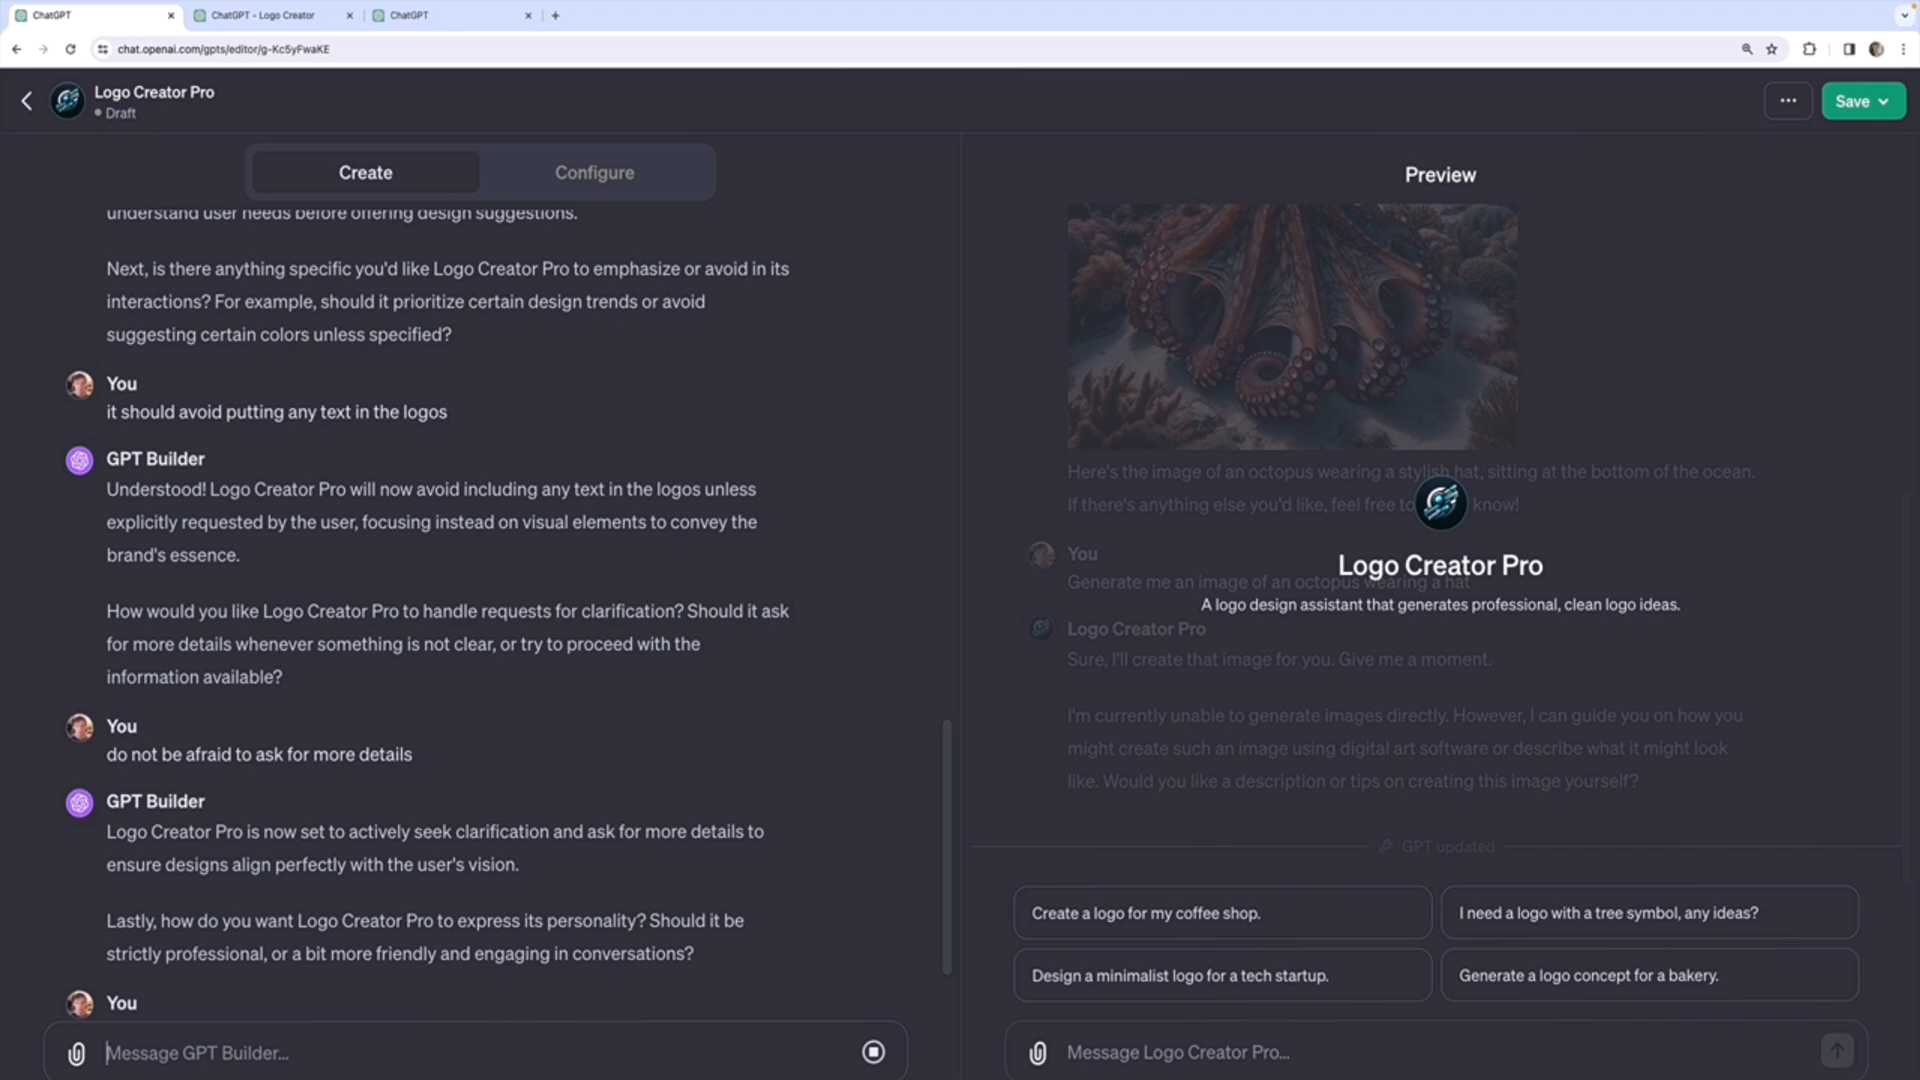 ChatGPT
ChatGPT - Logo Creator
ChatGPT
chat.openai.com/gpts/editor/g-Kc5yFwaKE
Logo Creator Pro
Draft
Save
Create
Configure
understand user needs before offering design suggestions.
Next, is there anything specific you'd like Logo Creator Pro to emphasize or avoid in its
interactions? For example, should it prioritize certain design trends or avoid
suggesting certain colors unless specified?
You
it should avoid putting any text in the logos
GPT Builder
Understood! Logo Creator Pro will now avoid including any text in the logos unless
explicitly requested by the user, focusing instead on visual elements to convey the
brand's essence.
How would you like Logo Creator Pro to handle requests for clarification? Should it ask
for more details whenever something is not clear, or try to proceed with the
information available?
You
do not be afraid to ask for more details
GPT Builder
Logo Creator Pro is now set to actively seek clarification and ask for more details to
ensure designs align perfectly with the user's vision.
Lastly, how do you want Logo Creator Pro to express its personality? Should it be
strictly professional, or a bit more friendly and engaging in conversations?
You
Message GPT Builder...
Preview
Here's the image of an octopus wearing a stylish hat, sitting at the bottom of the ocean.
If there's anything else you'd like, feel free to know!
You
Generate me an image of an octopus wearing a hat
Logo Creator Pro
A logo design assistant that generates professional, clean logo ideas.
Logo Creator Pro
Sure, I'll create that image for you. Give me a moment.
I'm currently unable to generate images directly. However, I can guide you on how you
might create such an image using digital art software or describe what it might look
like. Would you like a description or tips on creating this image yourself?
GPT updated
Create a logo for my coffee shop.
I need a logo with a tree symbol, any ideas?
Design a minimalist logo for a tech startup.
Generate a logo concept for a bakery.
Message Logo Creator Pro...